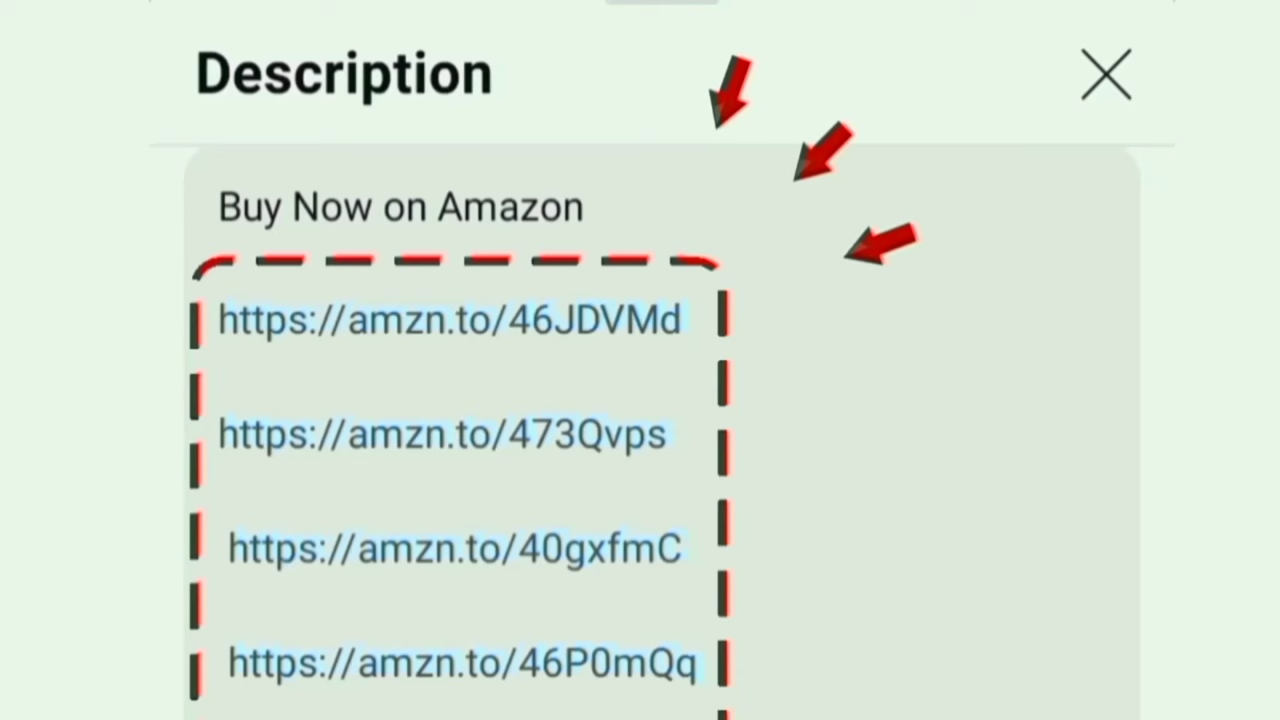 Description
Buy Now on Amazon
https://amzn.to/46JDVMd
https://amzn.to/473Qvps
https://amzn.to/40gxfmC
https://amzn.to/46P0mQq